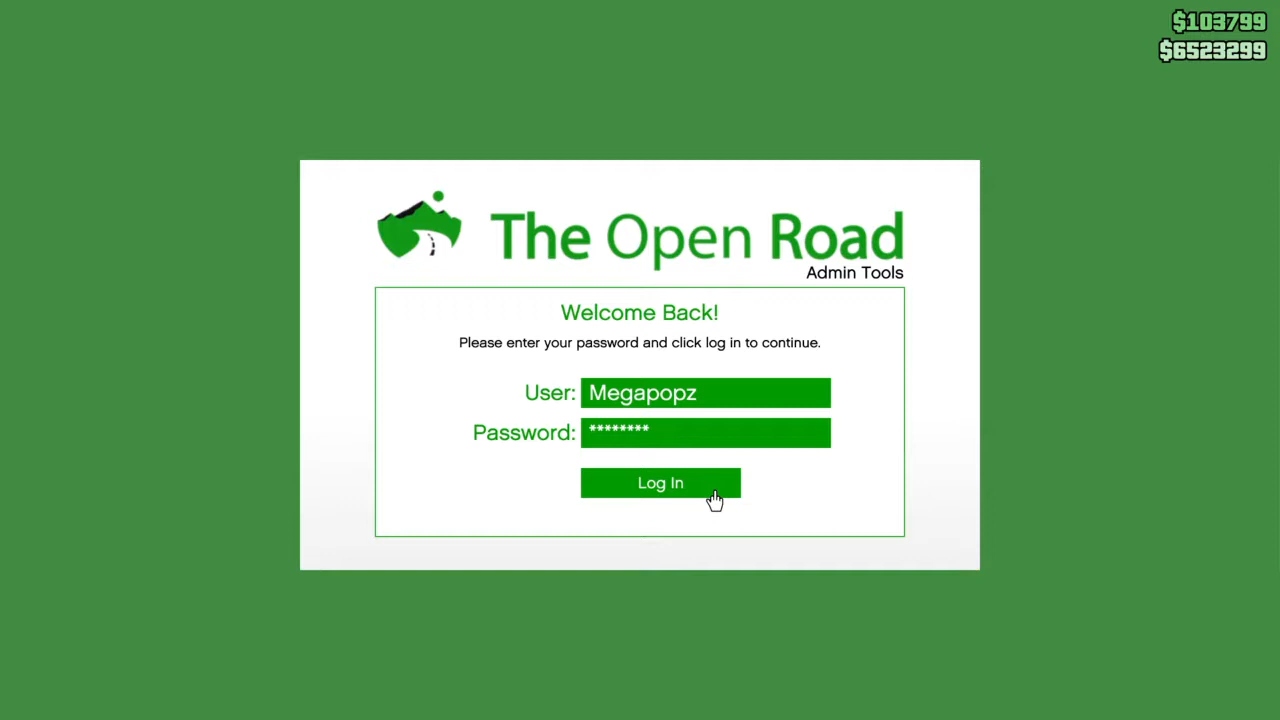 $103799
$6523299
The Open Road
Admin Tools
Welcome Back!
Please enter your password and click log in to continue.
User: Megapopz
Password: ********
Log In